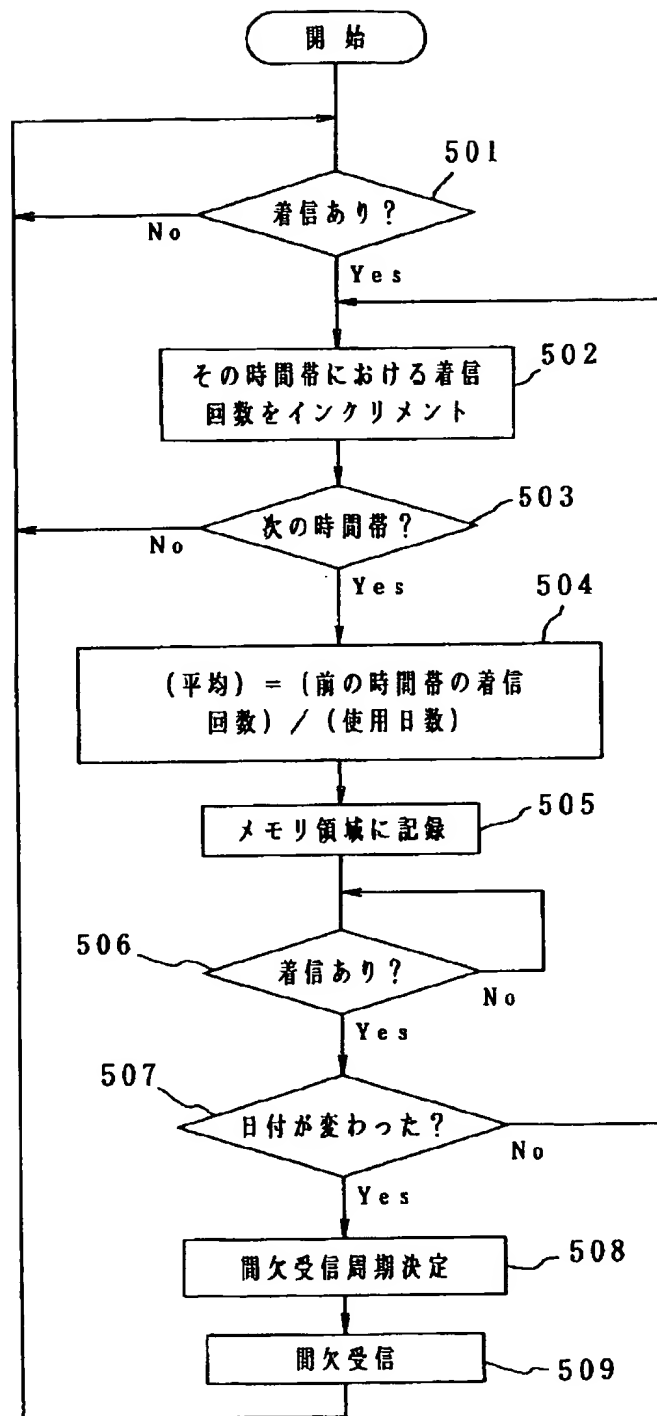 開始
501
着信あり?
No
Yes
502
その時間帯における着信
回数をインクリメント
503
次の時間帯?
No
Yes
504
(平均)=(前の時間帯の着信
回数)/(使用日数)
505
メモリ領域に記録
506
着信あり?
No
Yes
507
日付が変わった?
No
Yes
508
間欠受信周期決定
間欠受信
509